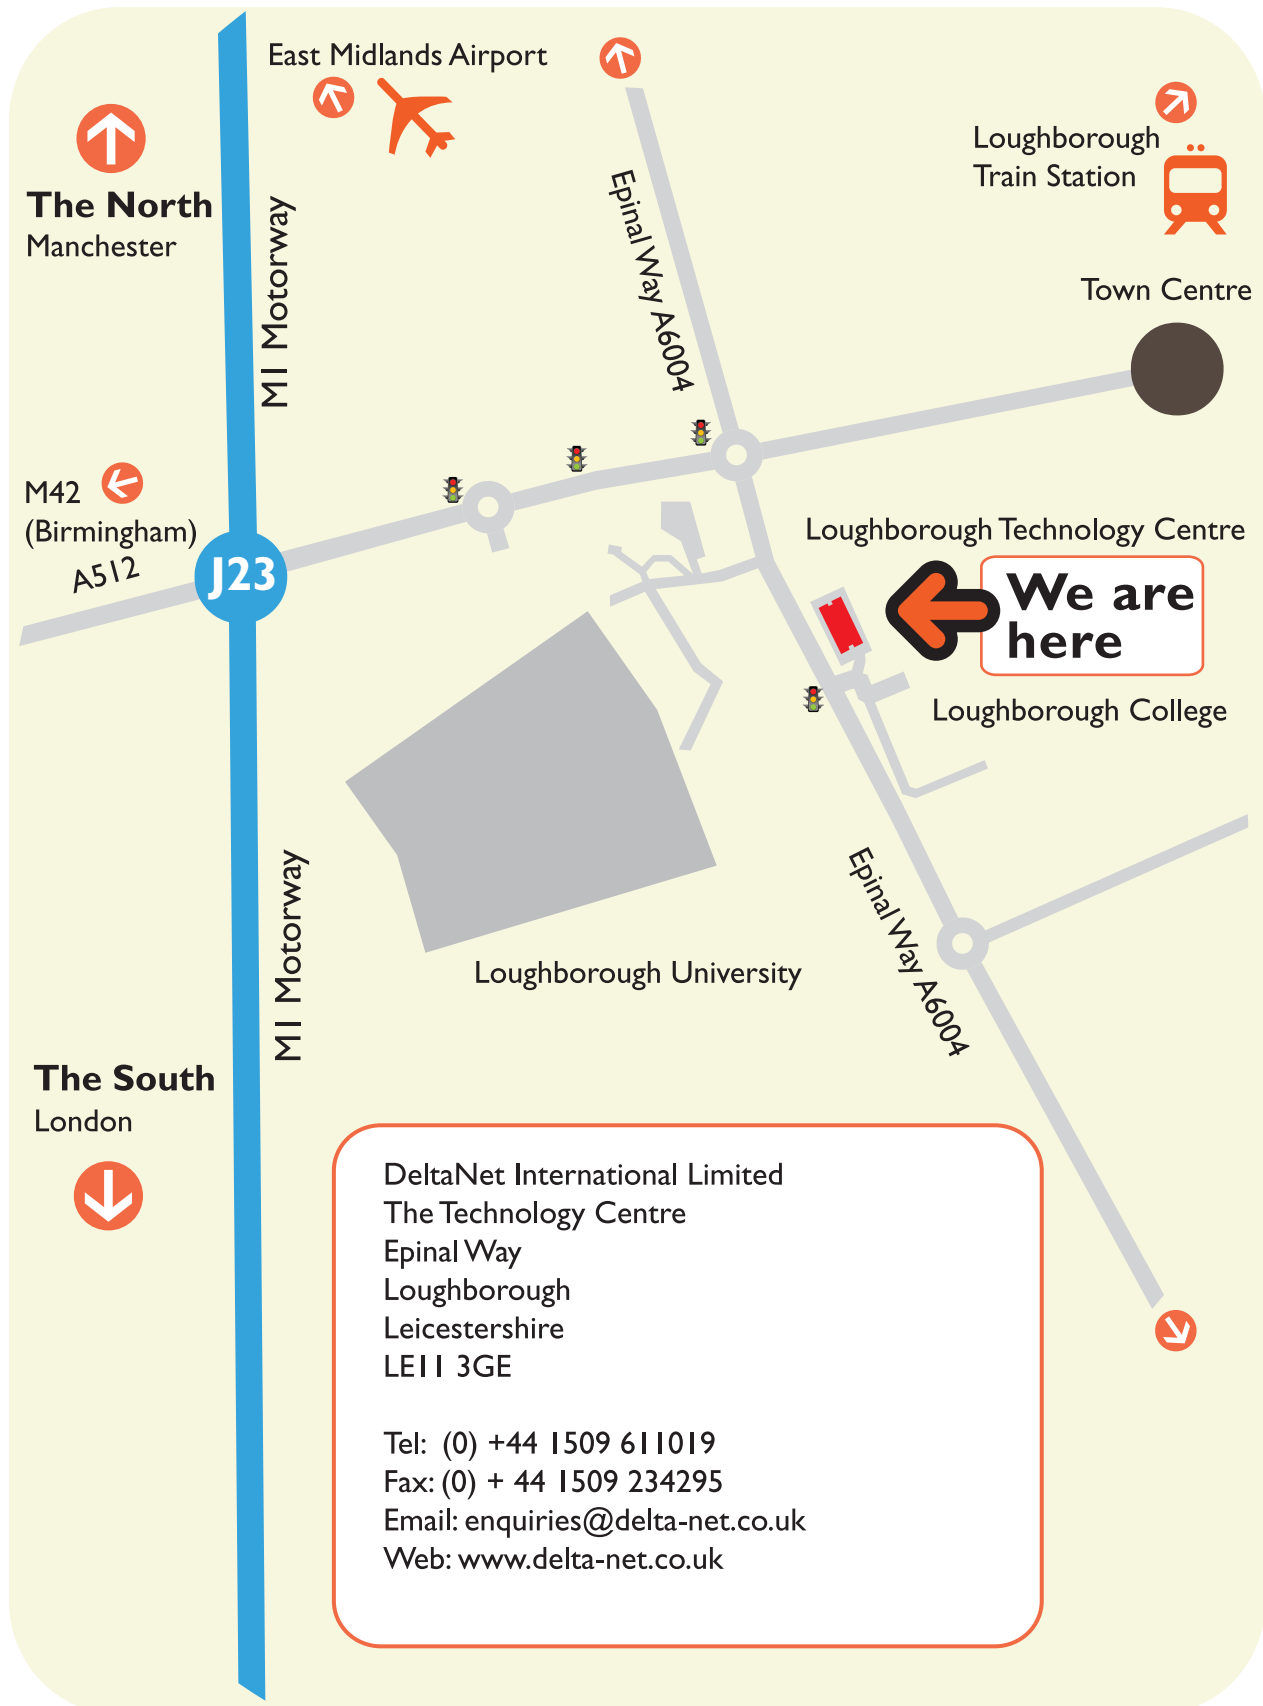 East Midlands Airport
Loughborough
Train Station
The North
Manchester
M1 Motorway
Epinal Way A6004
Town Centre
M42
(Birmingham)
A512
J23
Loughborough Technology Centre
We are
here
Loughborough College
Epinal Way A6004
M1 Motorway
Loughborough University
The South
London
DeltaNet International Limited
The Technology Centre
Epinal Way
Loughborough
Leicestershire
LE11 3GE
Tel: (0) +44 1509 611019
Fax: (0) + 44 1509 234295
Email: enquiries@delta-net.co.uk
Web: www.delta-net.co.uk